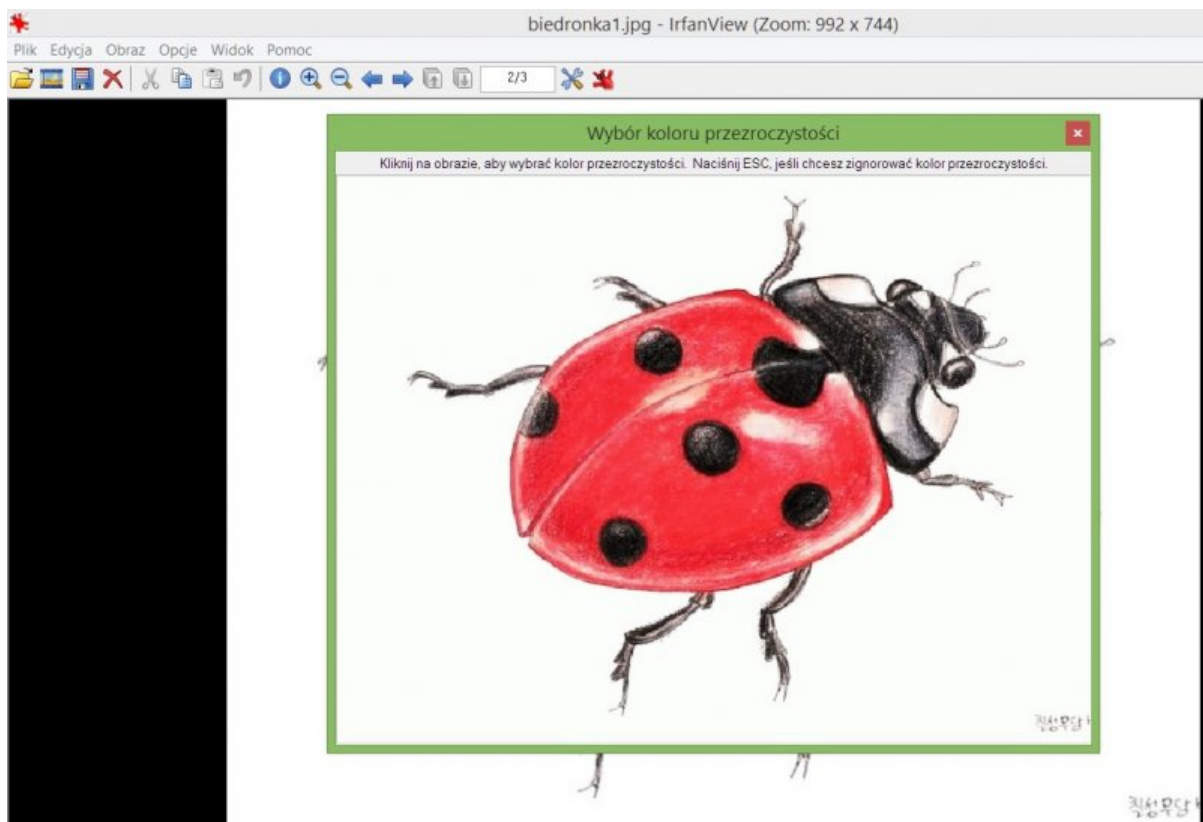 biedronka1.jpg - IrfanView (Zoom: 992 x 744)
Plik Edycja Obraz Opcje Widok Pomoc
2/3
Wybór koloru przezroczystości
Kliknij na obrazie, aby wybrać kolor przezroczystości. Naciśnij ESC, jeśli chcesz zignorować kolor przezroczystości.